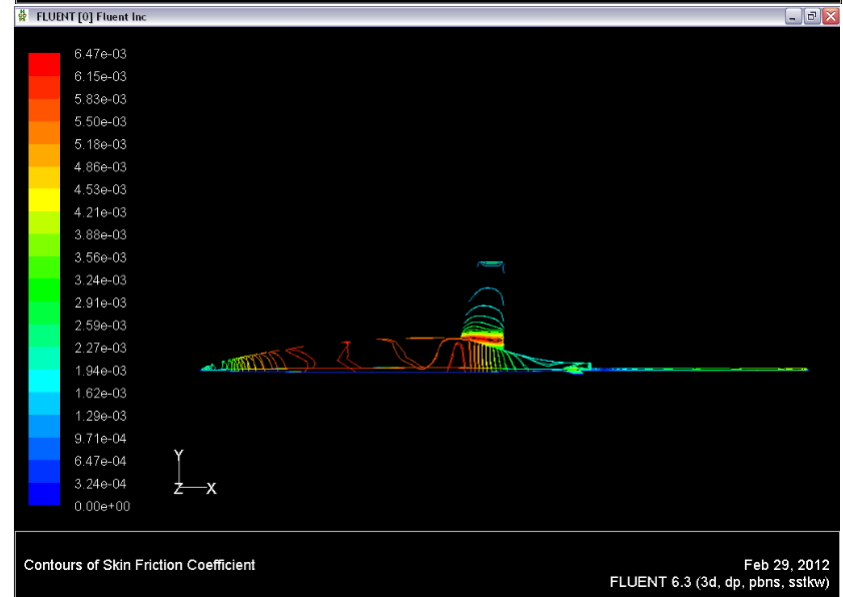 FLUENT [0] Fluent Inc
6.47e-03
6.15e-03
5.83e-03
5.50e-03
5.18e-03
4.86e-03
4.53e-03
4.21e-03
3.88e-03
3.56e-03
3.24e-03
2.91e-03
2.59e-03
2.27e-03
1.94e-03
1.62e-03
1.29e-03
9.71e-04
6.47e-04
3.24e-04
0.00e+00
Y
Z X
Contours of Skin Friction Coefficient
Feb 29, 2012
FLUENT 6.3 (3d, dp, pbns, sstkw)